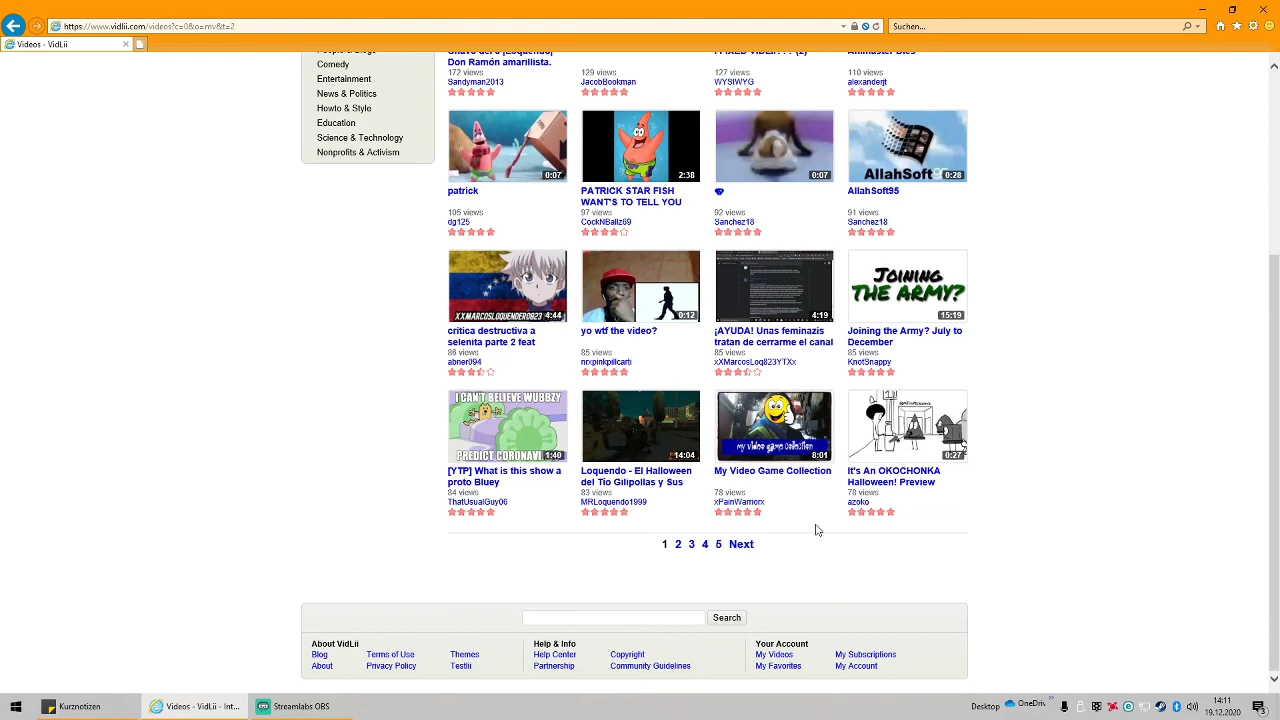 https://www.vidlii.com/videos?c=0&o=mv&t=2
Suchen...
Videos - VidLii
Comedy
Entertainment
News & Politics
Howto & Style
Education
Science & Technology
Nonprofits & Activism
Don Ramón amarillista.
172 views
Sandyman2013
129 views
JacobBookman
127 views
WYSIWYG
110 views
alexanderjt
0:07
patrick
105 views
dg125
2:38
PATRICK STAR FISH
WANT'S TO TELL YOU
97 views
CockNBallz69
0:07
92 views
Sanchez18
AllahSoft95
0:28
AllahSoft95
91 views
Sanchez18
XXMARCOSLOQUENDERO823
4:44
crítica destructiva a
selenita parte 2 feat
86 views
abner094
0:12
yo wtf the video?
85 views
nrxpinkpillcarti
4:19
¡AYUDA! Unas feminazis
tratan de cerrarme el canal
85 views
xXMarcosLoq823YTXx
JOINING
THE ARMY?
15:19
Joining the Army? July to
December
85 views
KnotSnappy
I CAN'T BELIEVE WUBBZY
PREDICT CORONAVI
1:40
[YTP] What is this show a
proto Bluey
84 views
ThatUsualGuy06
14:04
Loquendo - El Halloween
del Tío Gilipollas y Sus
83 views
MRLoquendo1999
My Video Game Collection
8:01
My Video Game Collection
78 views
xPainWarriorx
0:27
It's An OKOCHONKA
Halloween! Preview
78 views
azoko
1 2 3 4 5 Next
Search
About VidLii
Blog Terms of Use Themes
About Privacy Policy Testlii
Help & Info
Help Center Copyright
Partnership Community Guidelines
Your Account
My Videos My Subscriptions
My Favorites My Account
Kurznotizen
Videos - VidLii - Int...
Streamlabs OBS
Desktop
OneDriv
14:11
19.12.2020
3